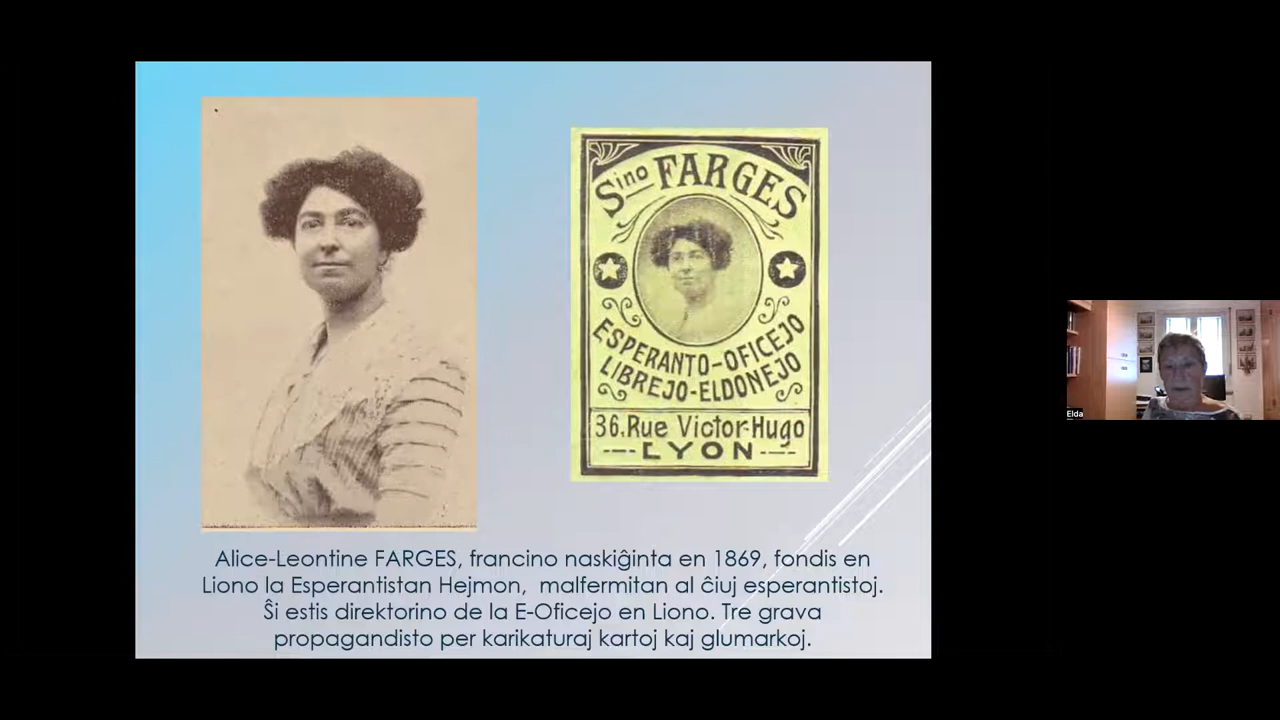 Sino FARGES
ESPERANTO-OFICEJO
LIBREJO-ELDONEJO
36. Rue Victor-Hugo
LYON
Alice-Leontine FARGES, francino naskiĝinta en 1869, fondis en
Liono la Esperantistan Hejmon, malfermitan al ĉiuj esperantistoj.
Ŝi estis direktorino de la E-Oficejo en Liono. Tre grava
propagandisto per karikaturaj kartoj kaj glumarkoj.
Elda